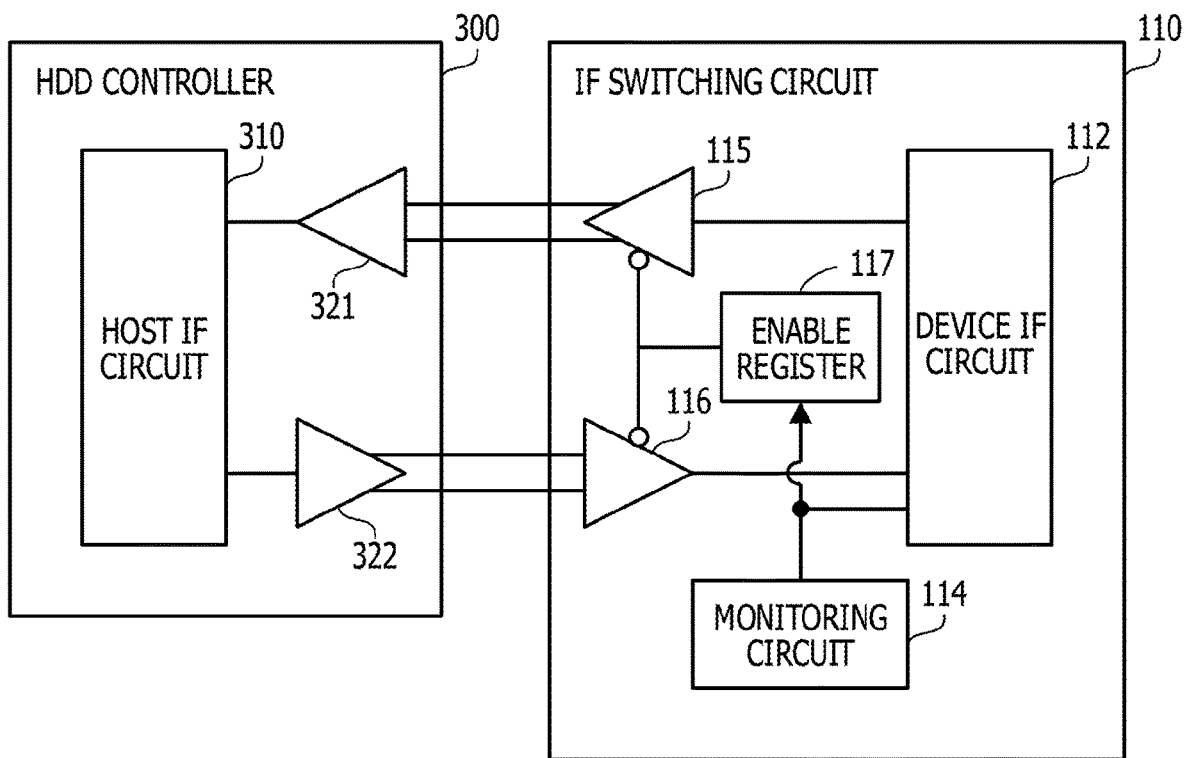 300
110
HDD CONTROLLER
IF SWITCHING CIRCUIT
310
115
112
321
117
HOST IF
CIRCUIT
ENABLE
REGISTER
DEVICE IF
CIRCUIT
116
322
MONITORING
CIRCUIT
114